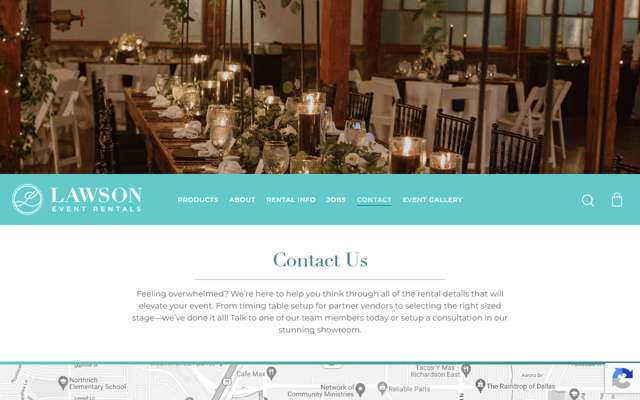 LAWSON
EVENT RENTALS
PRODUCTS ABOUT RENTAL INFO JOBS CONTACT EVENT GALLERY
Contact Us
Feeling overwhelmed? We're here to help you think through all of the rental details that will
elevate your event. From timing table setup for partner vendors to selecting the right sized
stage—we've done it all! Talk to one of our team members today or setup a consultation in our
stunning showroom.
Cafe Max
Tacos Y Mas -
Richardson East
Aurora Dr
Northrich
Elementary School
Network of
Community Ministries
Reliable Parts
The Raindrop of Dallas